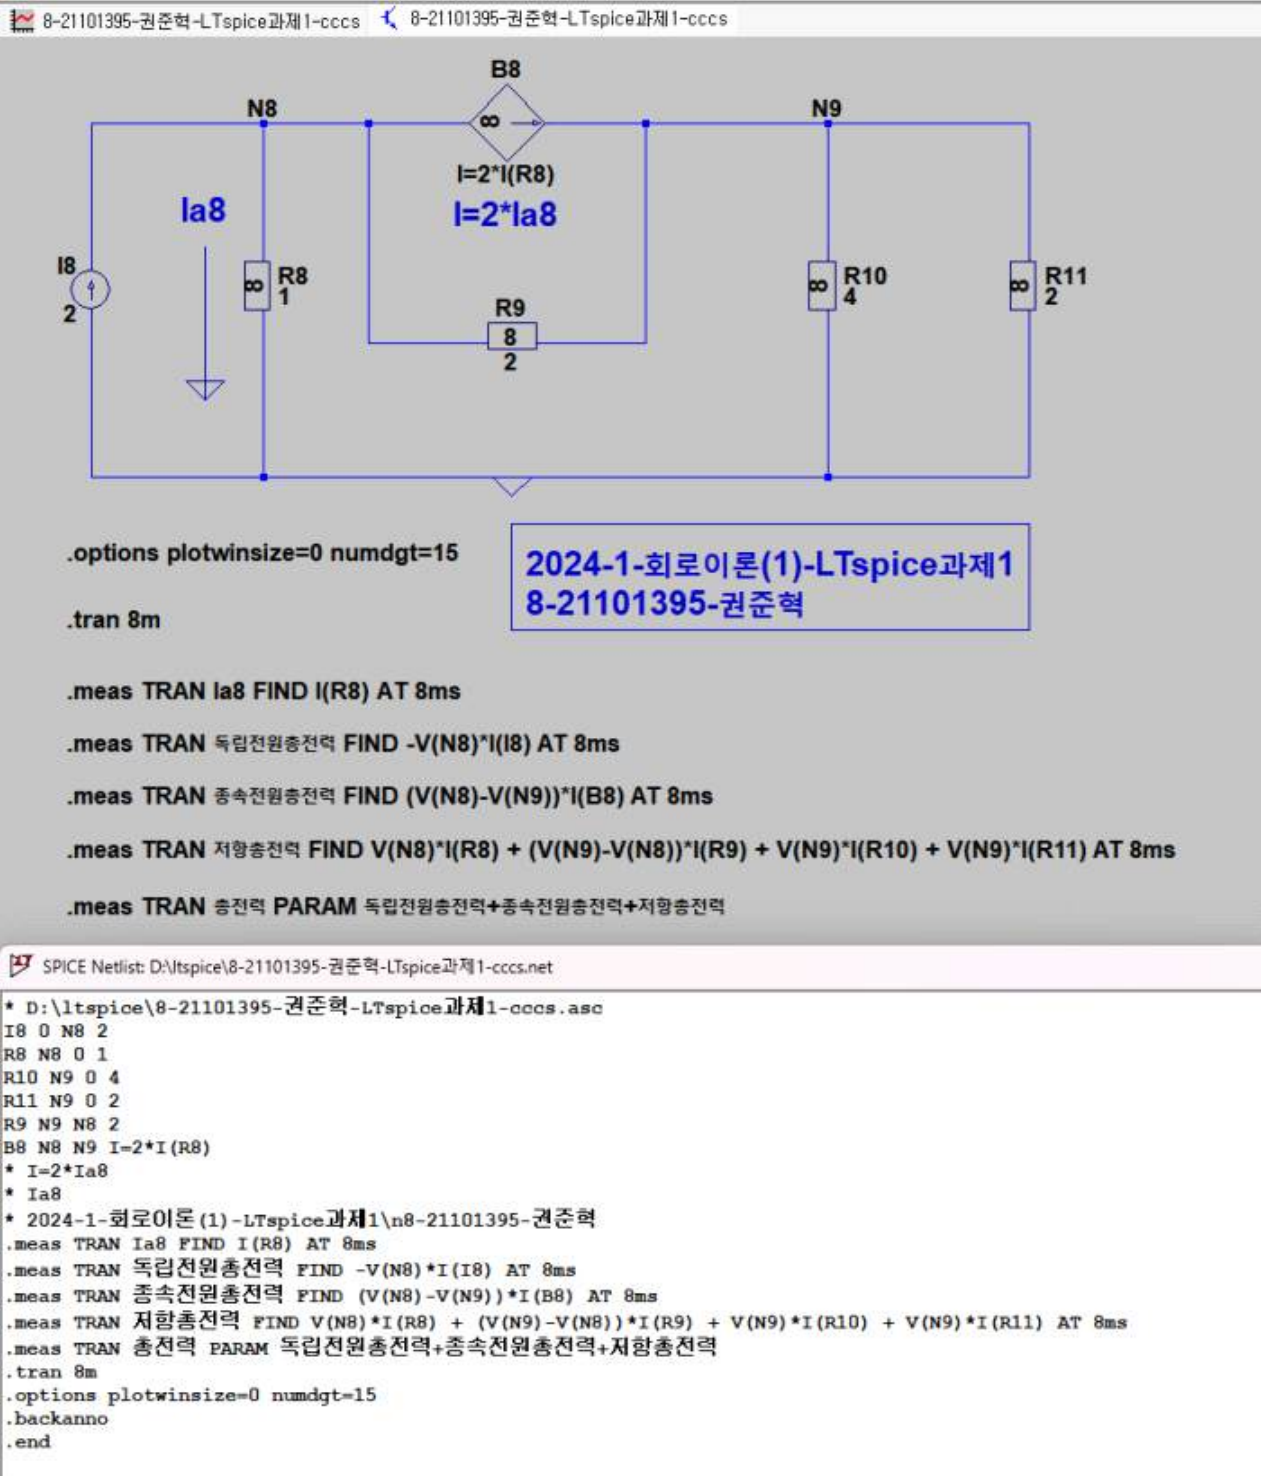 8-21101395-권준혁-LTspice과제1-cccs
8-21101395-권준혁-LTspice과제1-cccs
B8
N8
N9
8
I=2*I(R8)
I=2*Ia8
Ia8
I8
2
8
R8
1
R9
8
2
8
R10
4
8
R11
2
.options plotwinsize=0 numdgt=15
2024-1-회로이론(1)-LTspice과제1
8-21101395-권준혁
.tran 8m
.meas TRAN Ia8 FIND I(R8) AT 8ms
.meas TRAN 독립전원총전력 FIND -V(N8)*I(I8) AT 8ms
.meas TRAN 종속전원총전력 FIND (V(N8)-V(N9))*I(B8) AT 8ms
.meas TRAN 저항총전력 FIND V(N8)*I(R8) + (V(N9)-V(N8))*I(R9) + V(N9)*I(R10) + V(N9)*I(R11) AT 8ms
.meas TRAN 총전력 PARAM 독립전원총전력+종속전원총전력+저항총전력
SPICE Netlist: D:\ltspice\8-21101395-권준혁-LTspice과제1-cccs.net
* D:\ltspice\8-21101395-권준혁-LTspice과제1-cccs.asc
I8 0 N8 2
R8 N8 0 1
R10 N9 0 4
R11 N9 0 2
R9 N9 N8 2
B8 N8 N9 I=2*I(R8)
* I=2*Ia8
* Ia8
* 2024-1-회로이론(1)-LTspice과제1\n8-21101395-권준혁
.meas TRAN Ia8 FIND I(R8) AT 8ms
.meas TRAN 독립전원총전력 FIND -V(N8)*I(I8) AT 8ms
.meas TRAN 종속전원총전력 FIND (V(N8)-V(N9))*I(B8) AT 8ms
.meas TRAN 저항총전력 FIND V(N8)*I(R8) + (V(N9)-V(N8))*I(R9) + V(N9)*I(R10) + V(N9)*I(R11) AT 8ms
.meas TRAN 총전력 PARAM 독립전원총전력+종속전원총전력+저항총전력
.tran 8m
.options plotwinsize=0 numdgt=15
.backanno
.end